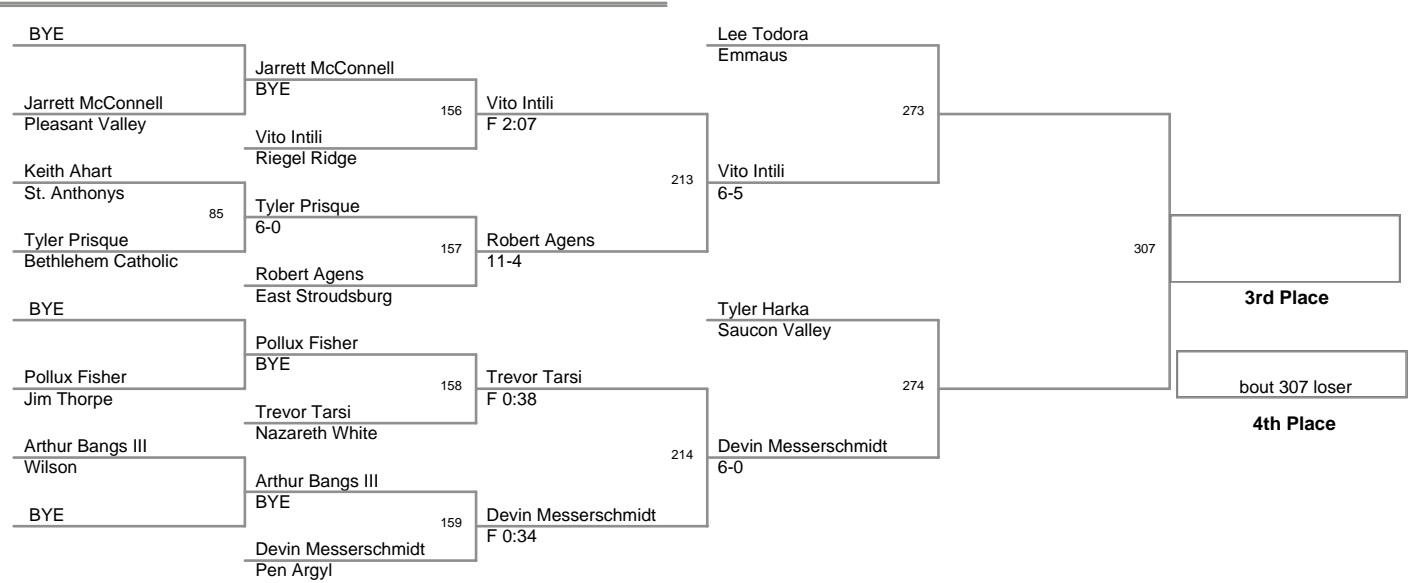 BYE
Jarrett McConnell
Pleasant Valley
Keith Ahart
St. Anthonys
85
Tyler Prisque
Bethlehem Catholic
BYE
Pollux Fisher
Jim Thorpe
Arthur Bangs III
Wilson
BYE
Jarrett McConnell
BYE
156
Vito Intili
Riegel Ridge
Tyler Prisque
6-0
157
Robert Agens
East Stroudsburg
Pollux Fisher
BYE
158
Trevor Tarsi
Nazareth White
Arthur Bangs III
BYE
159
Devin Messerschmidt
Pen Argyl
Vito Intili
F 2:07
213
Robert Agens
11-4
Trevor Tarsi
F 0:38
214
Devin Messerschmidt
F 0:34
Lee Todora
Emmaus
273
Vito Intili
6-5
Tyler Harka
Saucon Valley
274
Devin Messerschmidt
6-0
307
3rd Place
bout 307 loser
4th Place